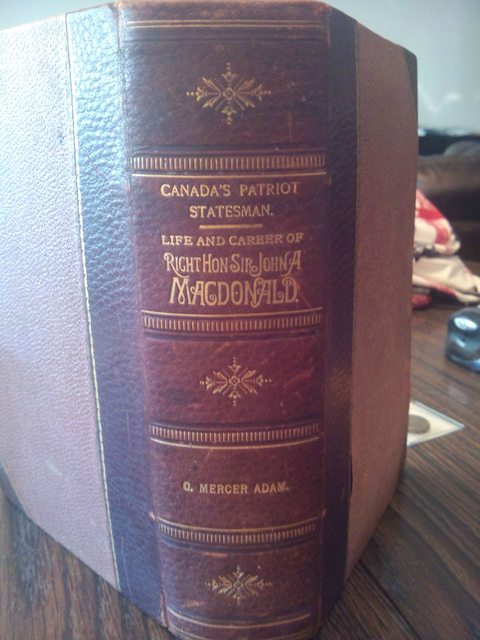 CANADA'S PATRIOT
STATESMAN.
LIFE AND CAREER OF
RIGHT HON SIR JOHN A
MACDONALD.
G. MERCER ADAM.